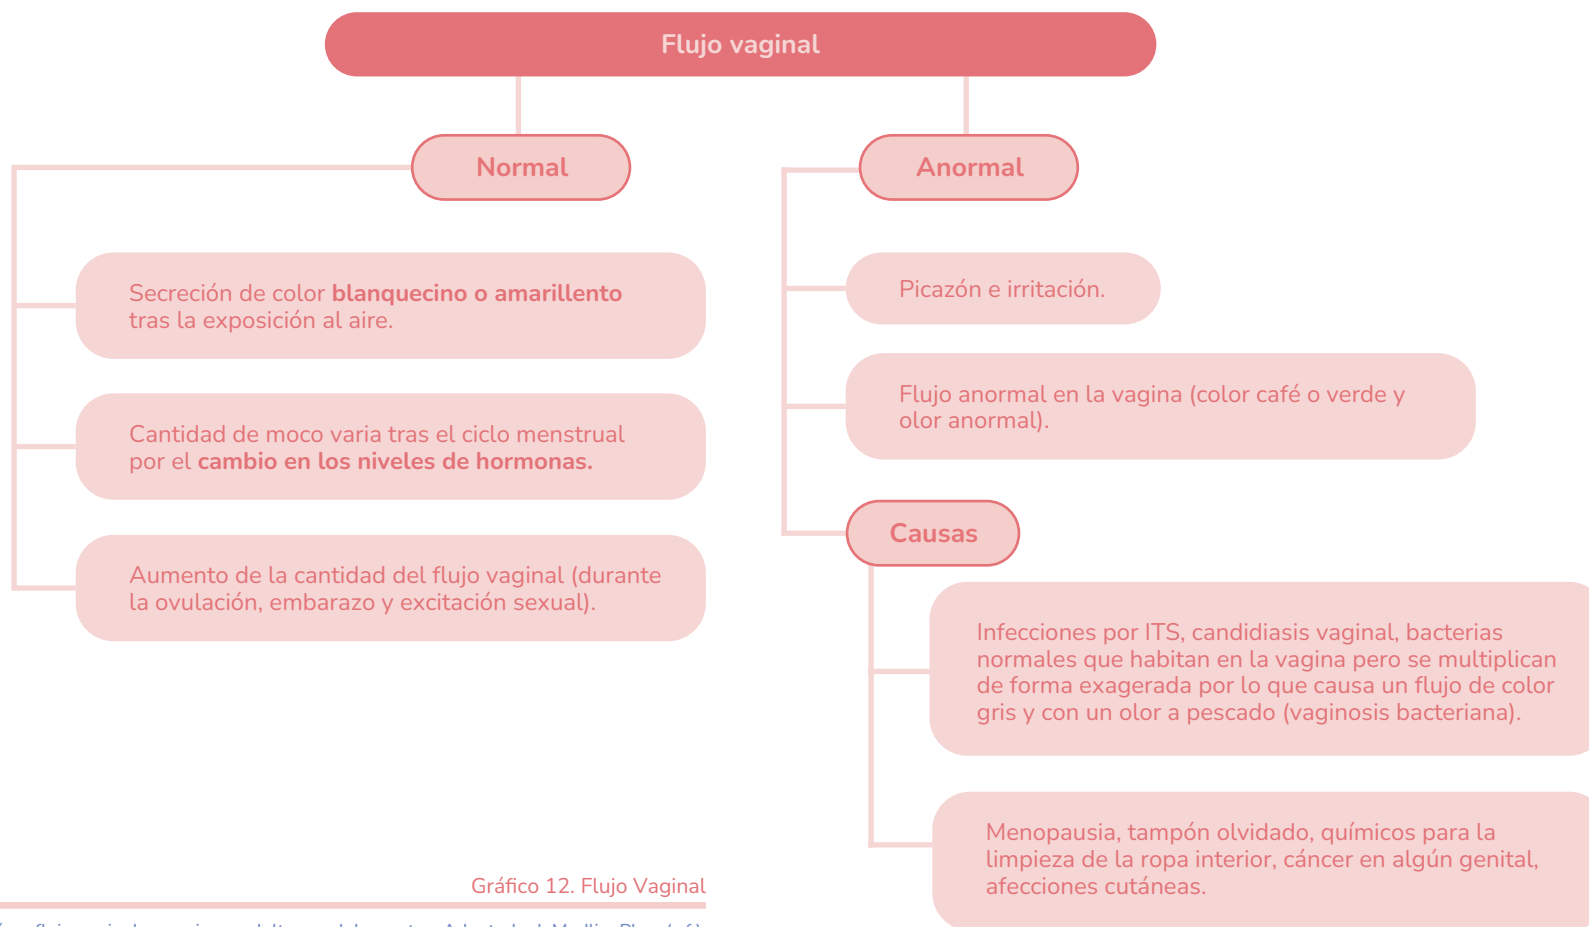 Flujo vaginal
Normal
Secreción de color blanquecino o amarillento
tras la exposición al aire.
Cantidad de moco varia tras el ciclo menstrual
por el cambio en los niveles de hormonas.
Aumento de la cantidad del flujo vaginal (durante
la ovulación, embarazo y excitación sexual).
Anormal
Picazón e irritación.
Flujo anormal en la vagina (color café o verde y
olor anormal).
Causas
Infecciones por ITS, candidiasis vaginal, bacterias
normales que habitan en la vagina pero se multiplican
de forma exagerada por lo que causa un flujo de color
gris y con un olor a pescado (vaginosis bacteriana).
Menopausia, tampón olvidado, químicos para la
limpieza de la ropa interior, cáncer en algún genital,
afecciones cutáneas.
Gráfico 12. Flujo Vaginal